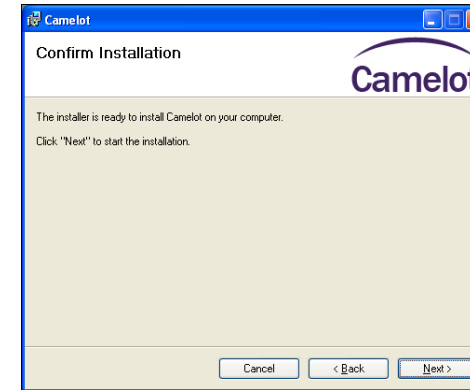 Camelot
Confirm Installation
Camelot
The installer is ready to install Camelot on your computer.
Click "Next" to start the installation.
Cancel
< Back
Next >